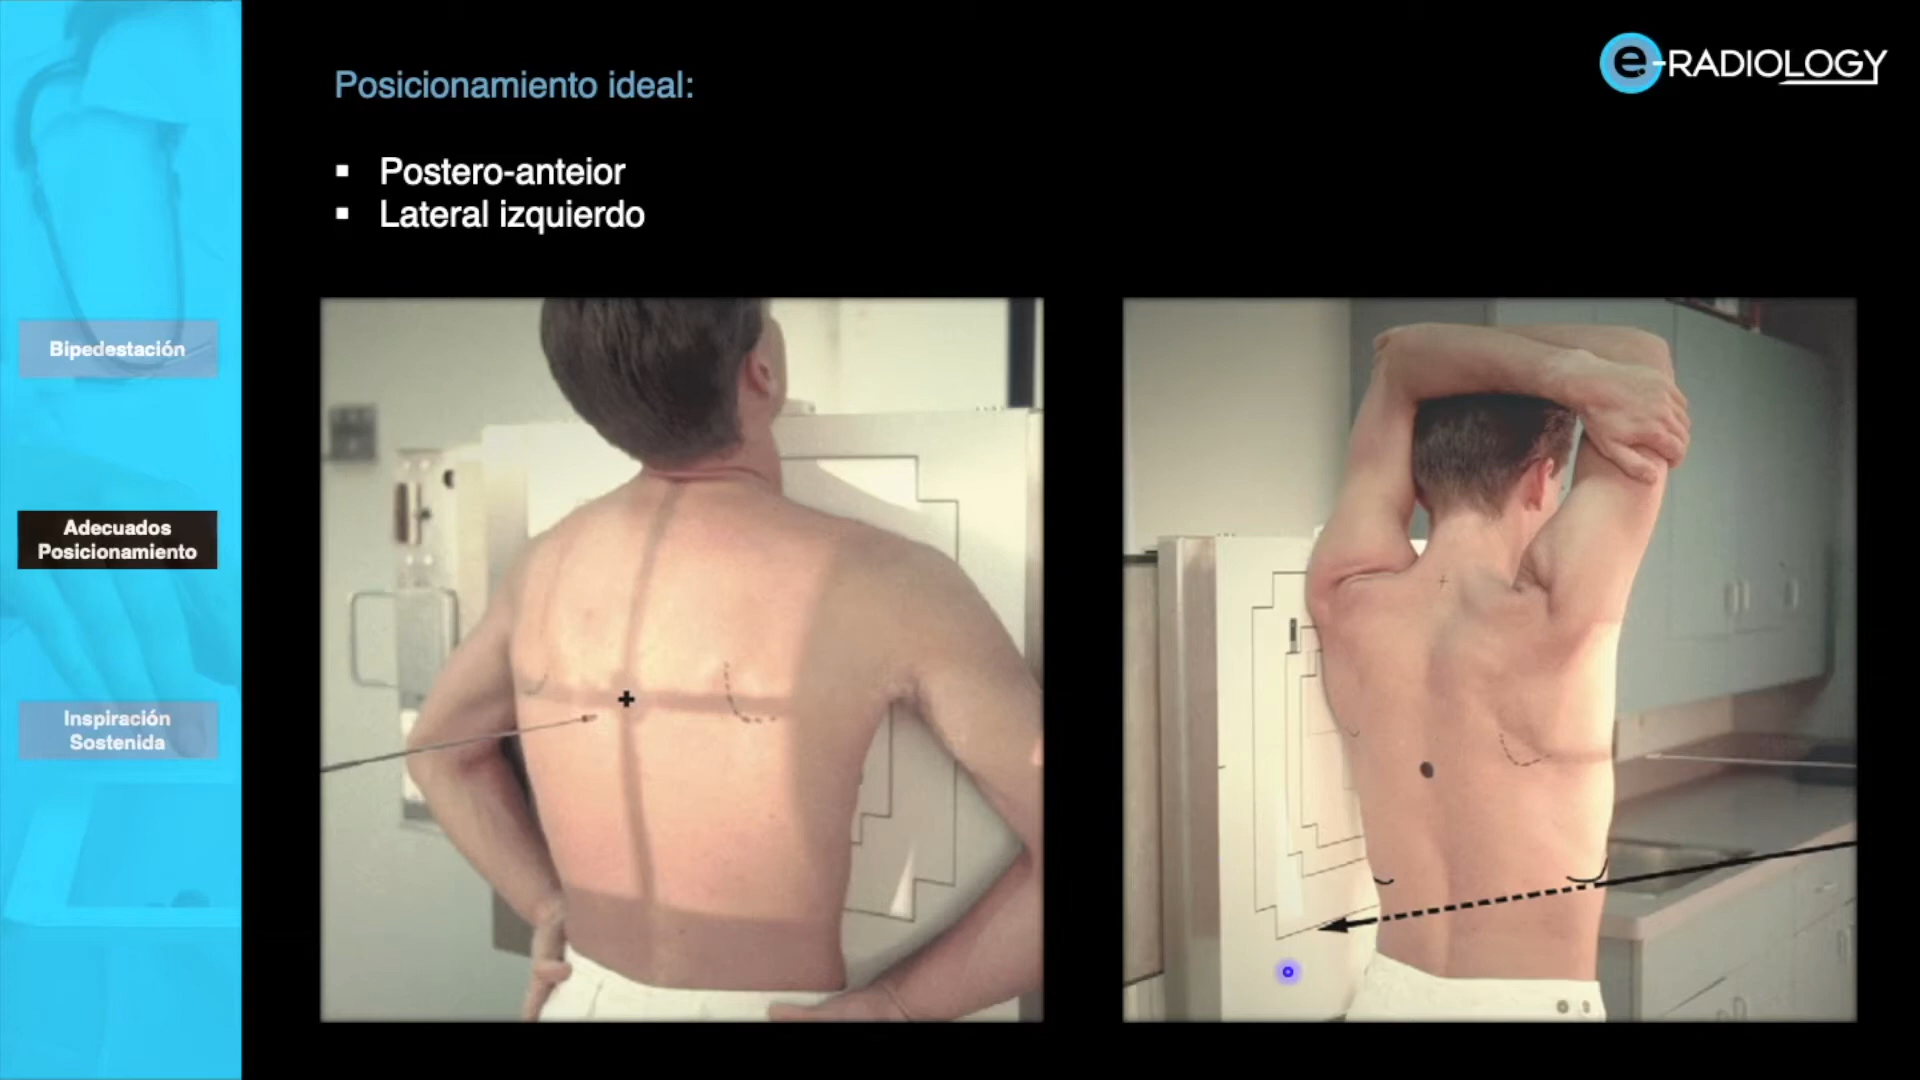 e-RADIOLOGY
Posicionamiento ideal:
▪ Postero-anteior
▪ Lateral izquierdo
Bipedestación
Adecuados
Posicionamiento
Inspiración
Sostenida